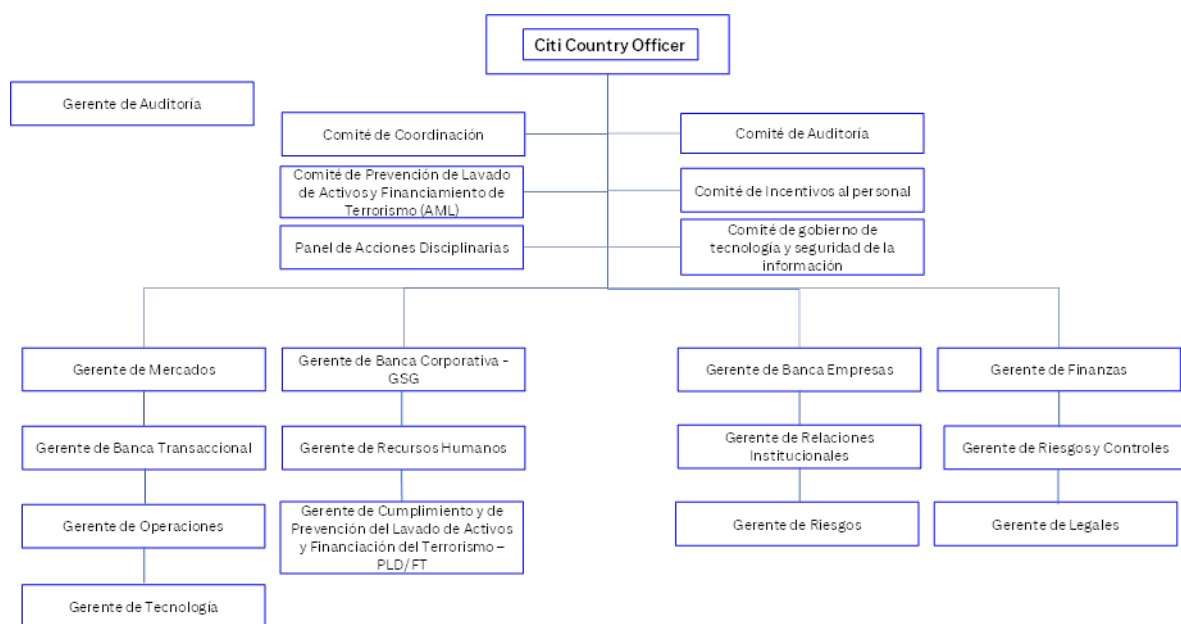 Citi Country Officer
Gerente de Auditoría
Comité de Coordinación
Comité de Auditoría
Comité de Prevención de Lavado
de Activos y Financiamiento de
Terrorismo (AML)
Comité de Incentivos al personal
Panel de Acciones Disciplinarias
Comité de gobierno de
tecnología y seguridad de la
información
Gerente de Mercados
Gerente de Banca Corporativa -
GSG
Gerente de Banca Empresas
Gerente de Finanzas
Gerente de Banca Transaccional
Gerente de Recursos Humanos
Gerente de Relaciones
Institucionales
Gerente de Riesgos y Controles
Gerente de Operaciones
Gerente de Cumplimiento y de
Prevención del Lavado de Activos
y Financiación del Terrorismo –
PLD/FT
Gerente de Riesgos
Gerente de Legales
Gerente de Tecnología